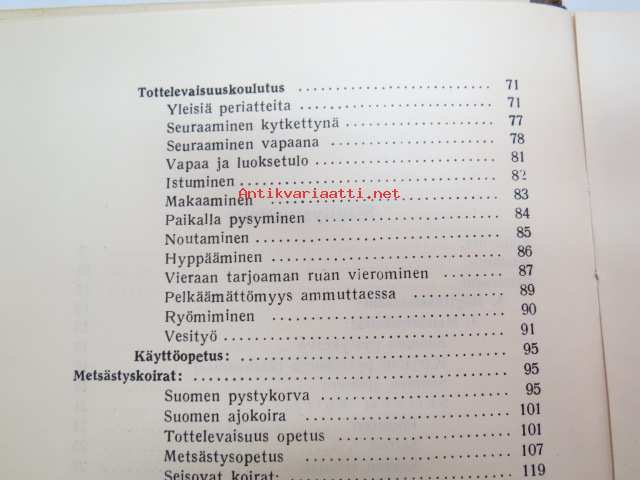 Tottelevaisuuskoulutus ........................... 71
Yleisiä periatteita ........................... 71
Seuraaminen kytkettynä ...................... 77
Seuraaminen vapaana ....................... 78
Vapaa ja luoksetulo .......................... 81
Istuminen .................................... 82
Antikvariaatti.net
Makaaminen ................................. 83
Paikalla pysyminen ........................... 84
Noutaminen .................................. 85
Hyppääminen ................................. 86
Vieraan tarjoaman ruan vierominen .......... 87
Pelkäämättömyys ammuttaessa .............. 89
Ryömiminen ................................. 90
Vesityö ...................................... 91
Käyttöopetus: ................................. 95
Metsästyskoirat: ................................... 95
Suomen pystykorva .......................... 95
Suomen ajokoira ............................. 101
Tottelevaisuus opetus ........................ 101
Metsästysopetus ............................. 107
Seisovat koirat: .............................. 119